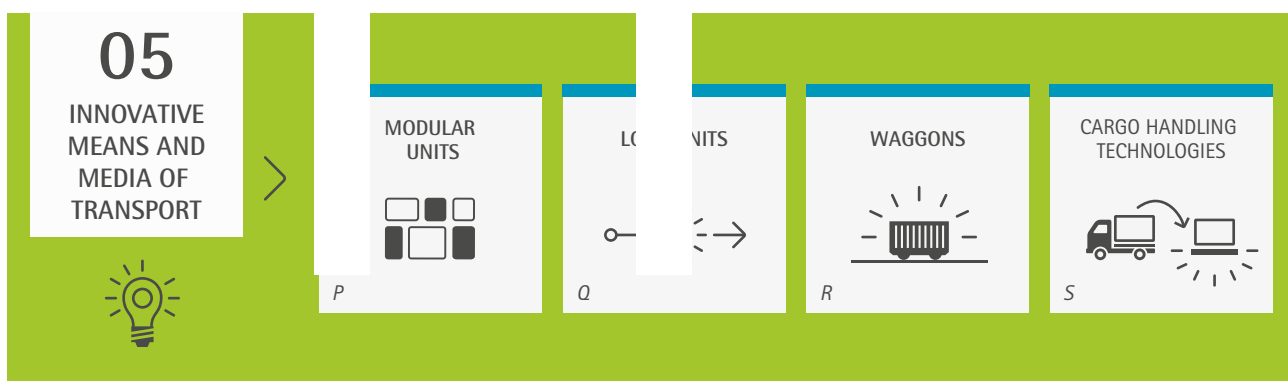 05
INNOVATIVE
MEANS AND
MEDIA OF
TRANSPORT
MODULAR
UNITS
P
Q
WAGGONS
R
CARGO HANDLING
TECHNOLOGIES
S